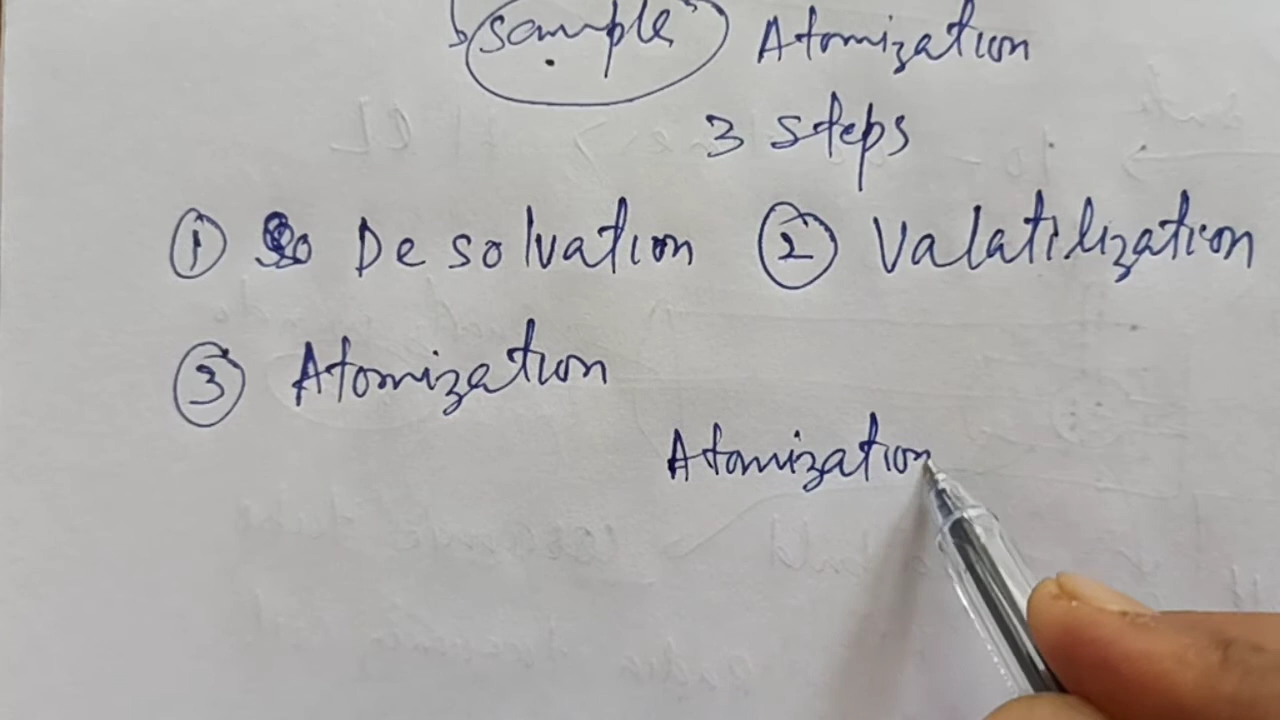 Sample Atomization
3 Steps
① Desolvation ② Valatilization
③ Atomization
Atomization